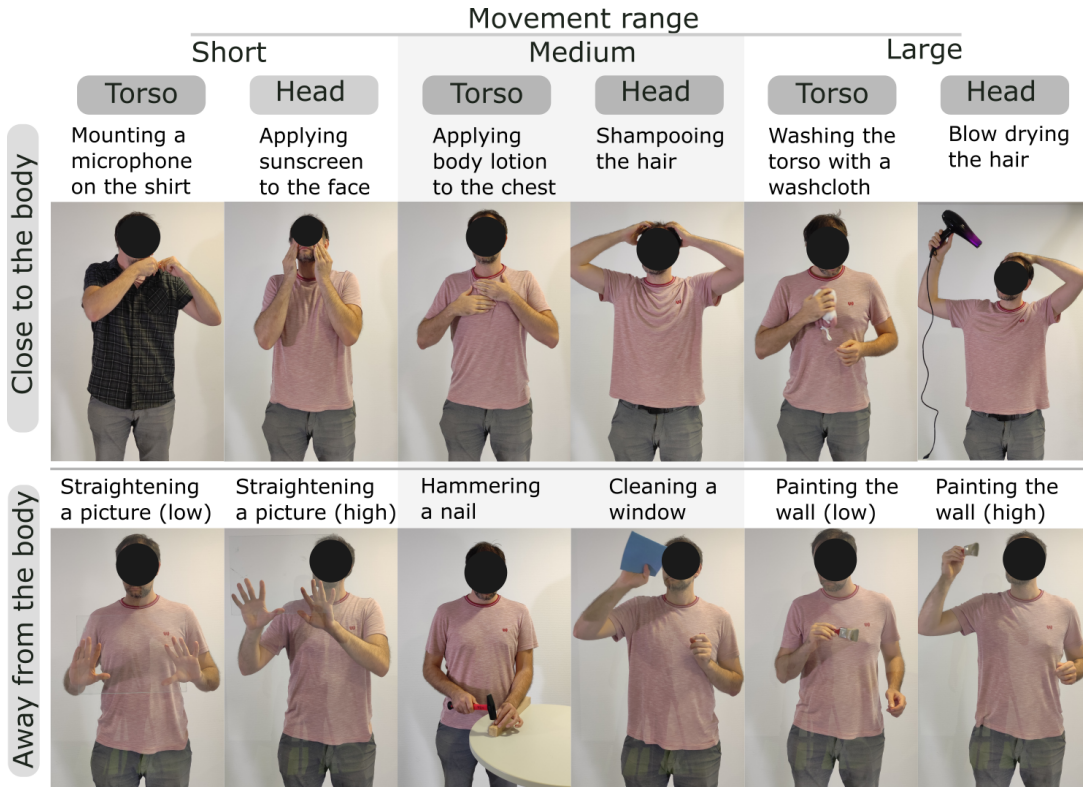 Movement range
Short
Medium
Large
Torso
Head
Torso
Head
Torso
Head
Close to the body
Mounting a
microphone
on the shirt
Applying
sunscreen
to the face
Applying
body lotion
to the chest
Shampooing
the hair
Washing the
torso with a
washcloth
Blow drying
the hair
Away from the body
Straightening
a picture (low)
Straightening
a picture (high)
Hammering
a nail
Cleaning a
window
Painting the
wall (low)
Painting the
wall (high)